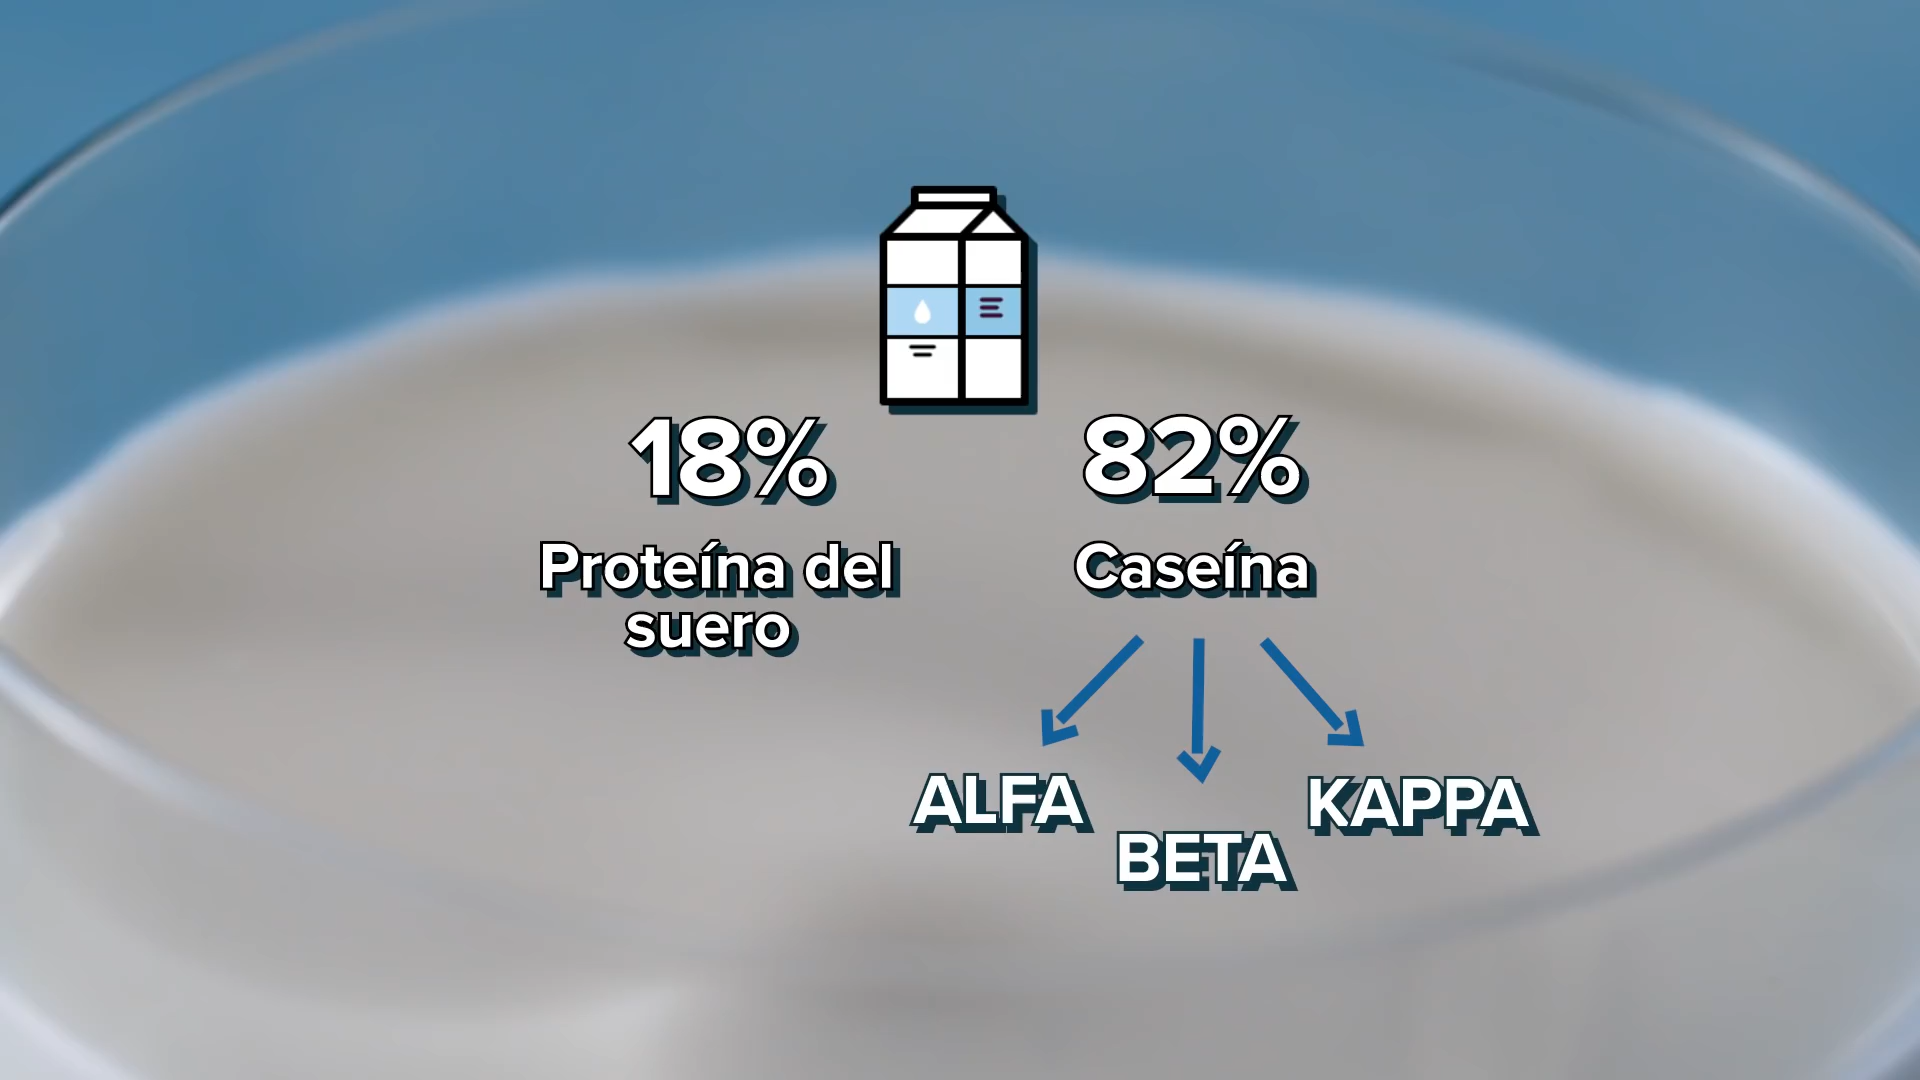 18%
82%
Proteína del
suero
Caseína
ALFA
BETA
KAPPA